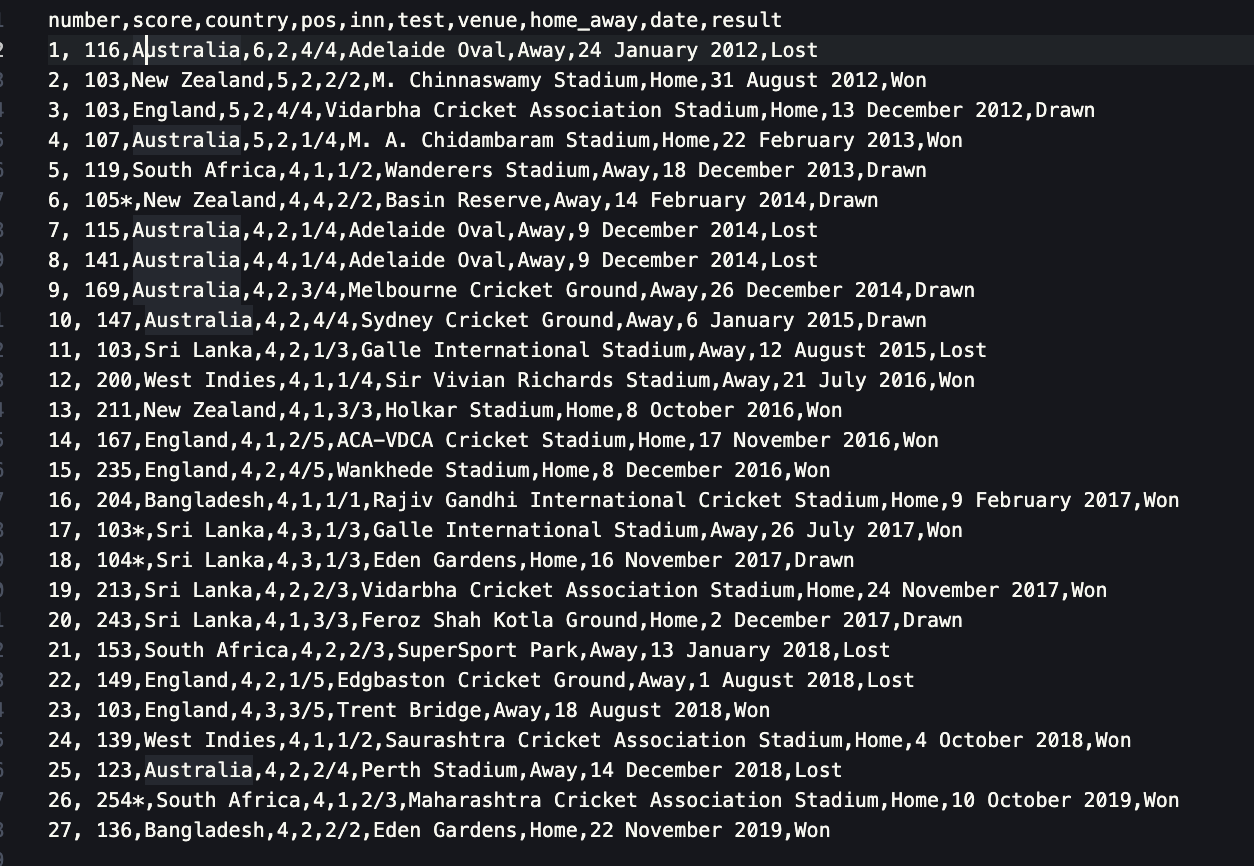 number,score,country,pos,inn,test,venue,home_away,date,result
1, 116,Australia,6,2,4/4,Adelaide Oval,Away,24 January 2012,Lost
2, 103,New Zealand,5,2,2/2,M. Chinnaswamy Stadium,Home,31 August 2012,Won
3, 103,England,5,2,4/4,Vidarbha Cricket Association Stadium,Home,13 December 2012,Drawn
4, 107,Australia,5,2,1/4,M. A. Chidambaram Stadium,Home,22 February 2013,Won
5, 119,South Africa,4,1,1/2,Wanderers Stadium,Away,18 December 2013,Drawn
6, 105*,New Zealand,4,4,2/2,Basin Reserve,Away,14 February 2014,Drawn
7, 115,Australia,4,2,1/4,Adelaide Oval,Away,9 December 2014,Lost
8, 141,Australia,4,4,1/4,Adelaide Oval,Away,9 December 2014,Lost
9, 169,Australia,4,2,3/4,Melbourne Cricket Ground,Away,26 December 2014,Drawn
10, 147,Australia,4,2,4/4,Sydney Cricket Ground,Away,6 January 2015,Drawn
11, 103,Sri Lanka,4,2,1/3,Galle International Stadium,Away,12 August 2015,Lost
12, 200,West Indies,4,1,1/4,Sir Vivian Richards Stadium,Away,21 July 2016,Won
13, 211,New Zealand,4,1,3/3,Holkar Stadium,Home,8 October 2016,Won
14, 167,England,4,1,2/5,ACA-VDCA Cricket Stadium,Home,17 November 2016,Won
15, 235,England,4,2,4/5,Wankhede Stadium,Home,8 December 2016,Won
16, 204,Bangladesh,4,1,1/1,Rajiv Gandhi International Cricket Stadium,Home,9 February 2017,Won
17, 103*,Sri Lanka,4,3,1/3,Galle International Stadium,Away,26 July 2017,Won
18, 104*,Sri Lanka,4,3,1/3,Eden Gardens,Home,16 November 2017,Drawn
19, 213,Sri Lanka,4,2,2/3,Vidarbha Cricket Association Stadium,Home,24 November 2017,Won
20, 243,Sri Lanka,4,1,3/3,Feroz Shah Kotla Ground,Home,2 December 2017,Drawn
21, 153,South Africa,4,2,2/3,SuperSport Park,Away,13 January 2018,Lost
22, 149,England,4,2,1/5,Edgbaston Cricket Ground,Away,1 August 2018,Lost
23, 103,England,4,3,3/5,Trent Bridge,Away,18 August 2018,Won
24, 139,West Indies,4,1,1/2,Saurashtra Cricket Association Stadium,Home,4 October 2018,Won
25, 123,Australia,4,2,2/4,Perth Stadium,Away,14 December 2018,Lost
26, 254*,South Africa,4,1,2/3,Maharashtra Cricket Association Stadium,Home,10 October 2019,Won
27, 136,Bangladesh,4,2,2/2,Eden Gardens,Home,22 November 2019,Won